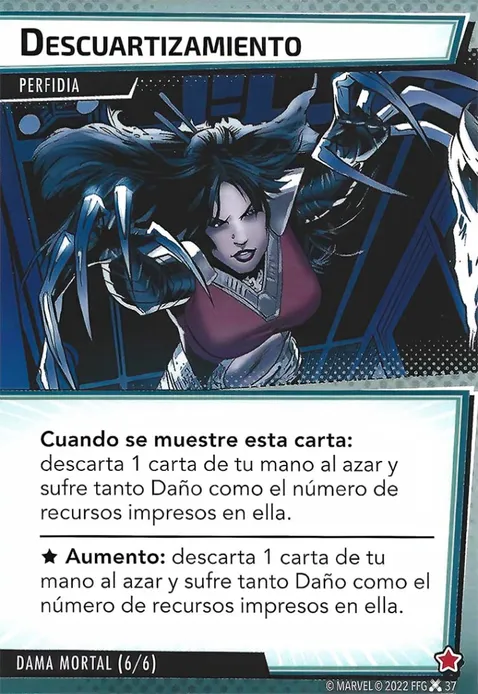 DESCUARTIZAMIENTO
PERFIDIA
Cuando se muestre esta carta:
descarta 1 carta de tu mano al azar y
sufre tanto Daño como el número de
recursos impresos en ella.
★ Aumento: descarta 1 carta de tu
mano al azar y sufre tanto Daño como el
número de recursos impresos en ella.
DAMA MORTAL (6/6)
© MARVEL © 2022 FFG 37